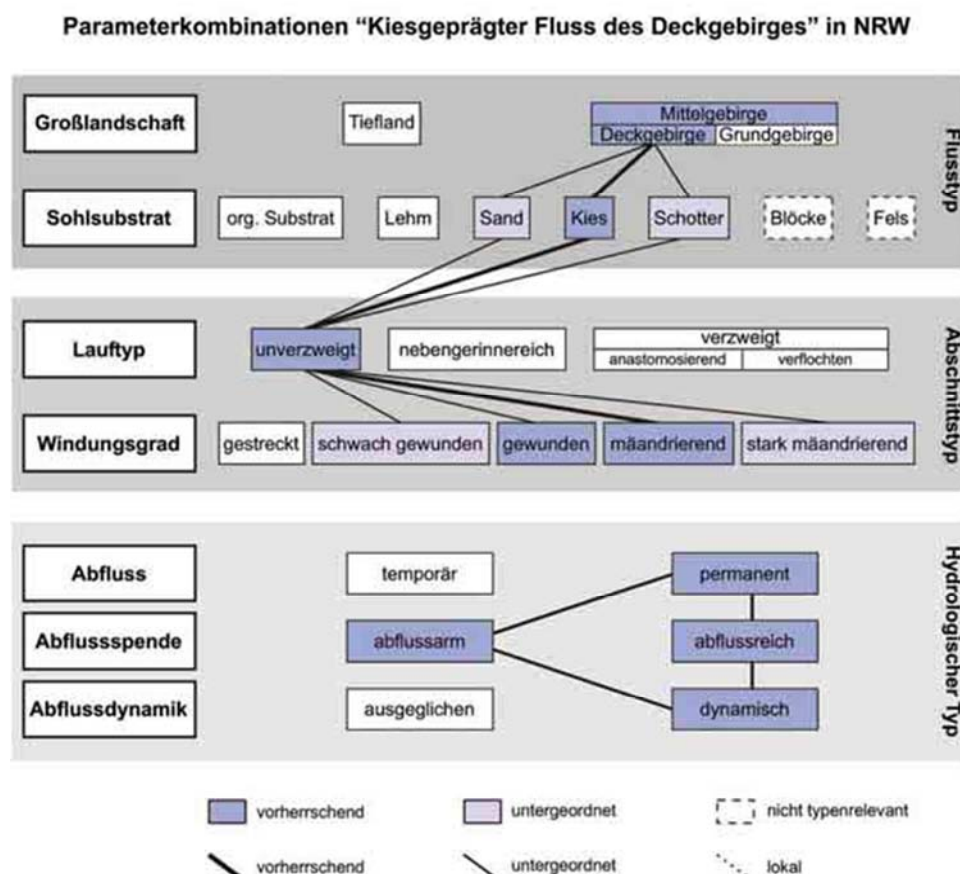 Parameterkombinationen “Kiesgeprägter Fluss des Deckgebirges” in NRW
Großlandschaft
Tiefland
Mittelgebirge
Deckgebirge Grundgebirge
Flusstyp
Sohlsubstrat
org. Substrat
Lehm
Sand
Kies
Schotter
Blöcke
Fels
Lauftyp
unverzweigt
nebengerinnereich
verzweigt
anastomosierend
verflochten
Abschnittstyp
Windungsgrad
gestreckt
schwach gewunden
gewunden
mäandrierend
stark mäandrierend
Abfluss
temporär
permanent
Hydrologischer Typ
Abflussspende
abflussarm
abflussreich
Abflussdynamik
ausgeglichen
dynamisch
vorherrschend
untergeordnet
nicht typenrelevant
vorherrschend
untergeordnet
lokal